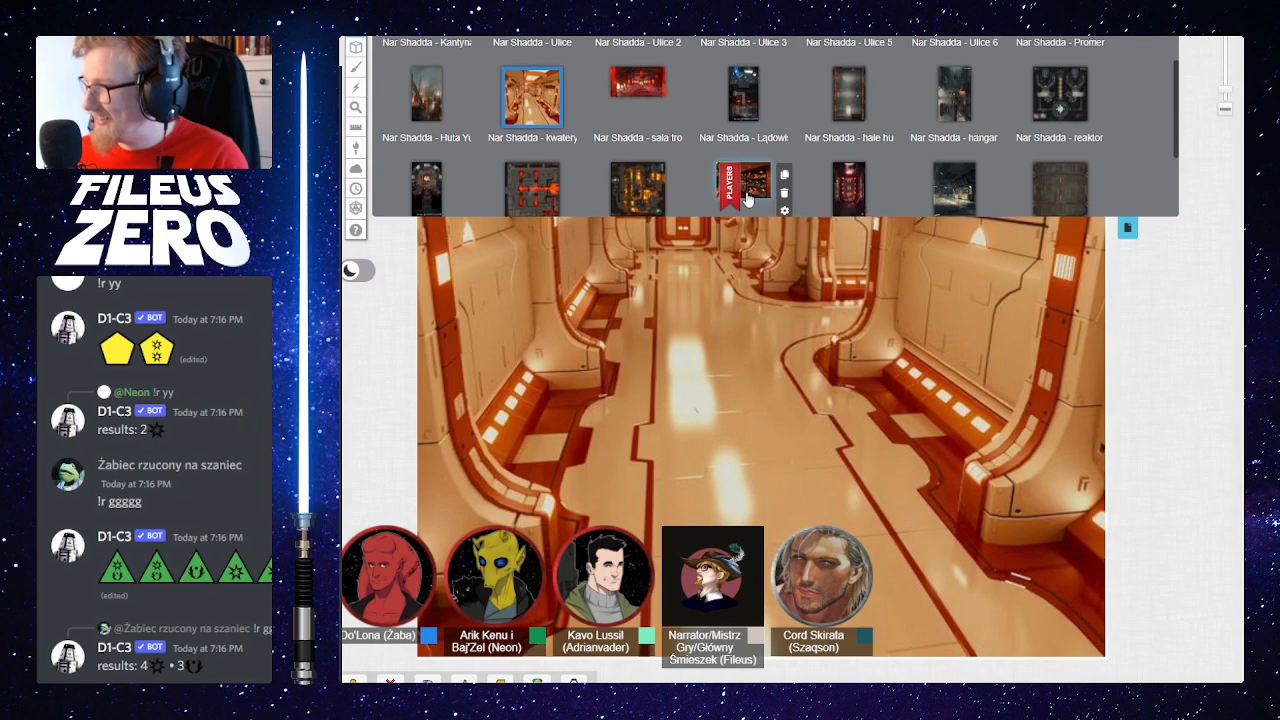 FILEUS
ZERO
!r yy
D1-C3 ✔ BOT Today at 7:16 PM
(edited)
@Neon !r yy
D1-C3 ✔ BOT Today at 7:16 PM
results: 2
Żabiec rzucony na szaniec
Today at 7:16 PM
!r ggggg
D1-C3 ✔ BOT Today at 7:16 PM
(edited)
@Żabiec rzucony na szaniec !r gg
D1-C3 ✔ BOT Today at 7:16 PM
results: 4 • 3
Nar Shadda - Kantyna
Nar Shadda - Ulice
Nar Shadda - Ulice 2
Nar Shadda - Ulice 3
Nar Shadda - Ulice 5
Nar Shadda - Ulice 6
Nar Shadda - Promer
Nar Shadda - Huta Yu
Nar Shadda - kwatery
Nar Shadda - sala tro
Nar Shadda - Lądowi
Nar Shadda - hale hu
Nar Shadda - hangar
Nar Shadda - reaktor
PLAYERS
Do'Lona (Żaba)
Arik Kenu i
Baj'Zel (Neon)
Kavo Lussil
(Adrianvader)
Narrator/Mistrz
Gry/Główny
Śmieszek (Fileus)
Cord Skirata
(Szaqson)